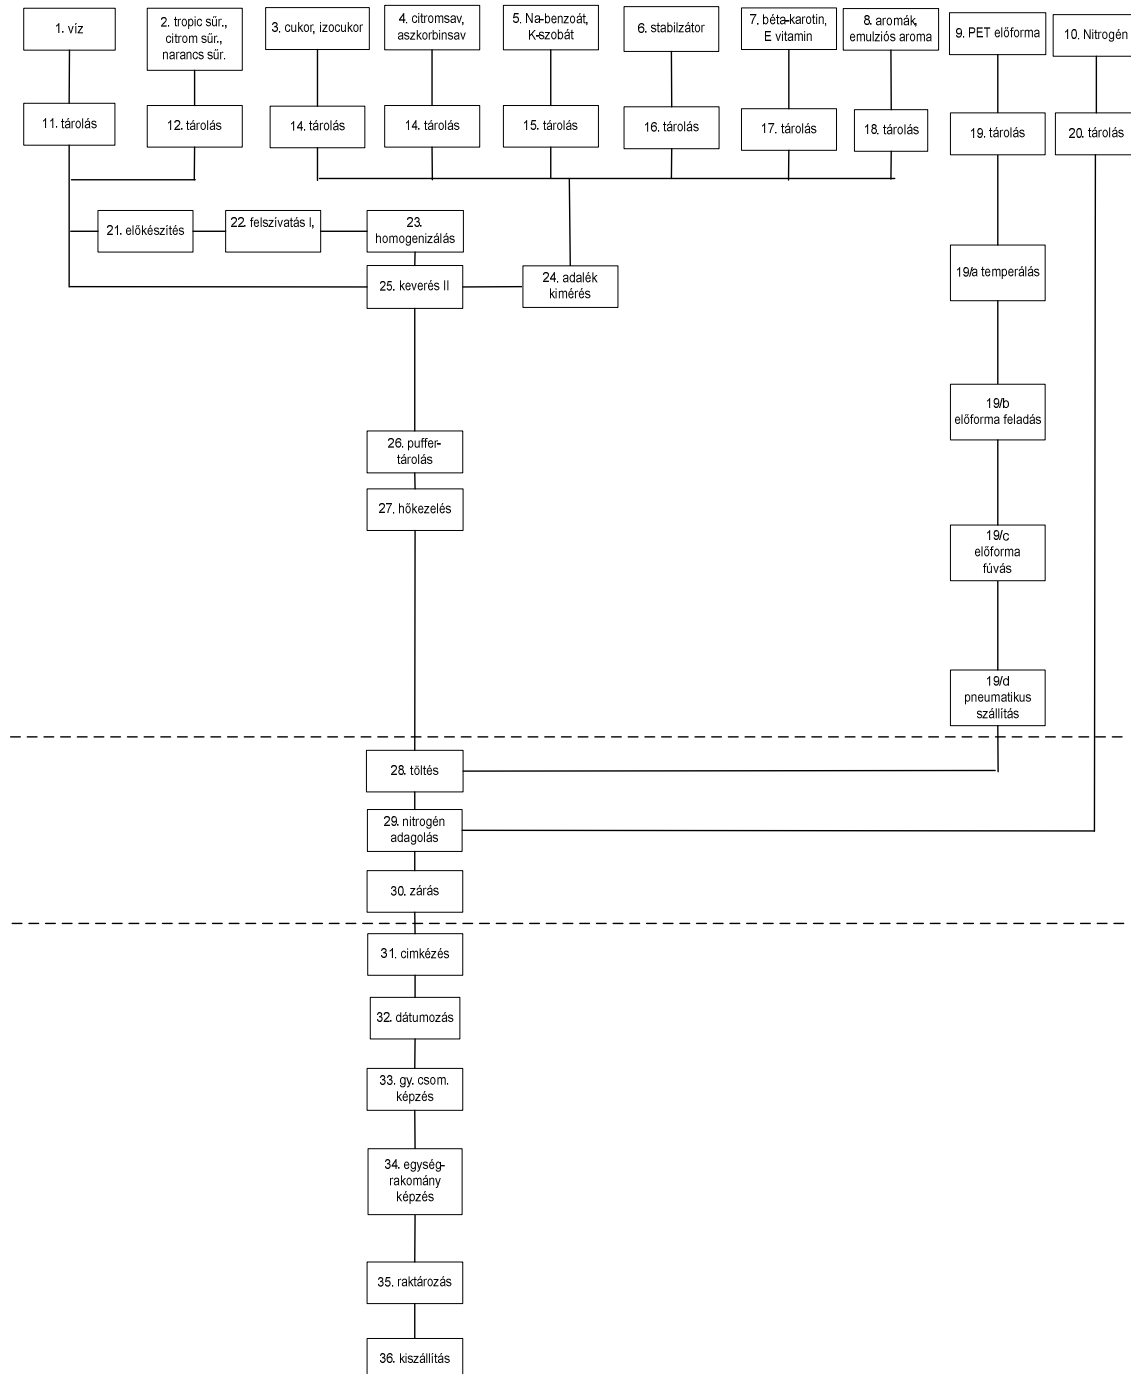 1. víz
2. tropic sűr.,
citrom sűr.,
narancs sűr.
3. cukor, izocukor
4. citromsav,
aszkorbinsav
5. Na-benzoát,
K-szobát
6. stabilzátor
7. béta-karotin,
E vitamin
8. aromák,
emulziós aroma
9. PET előforma
10. Nitrogén
11. tárolás
12. tárolás
14. tárolás
14. tárolás
15. tárolás
16. tárolás
17. tárolás
18. tárolás
19. tárolás
20. tárolás
21. előkészítés
22. felszívatás I,
23.
homogenizálás
24. adalék
kimérés
25. keverés II
19/a temperálás
19/b
előforma feladás
26. puffer-
tárolás
27. hőkezelés
19/c
előforma
fúvás
19/d
pneumatikus
szállítás
28. töltés
29. nitrogén
adagolás
30. zárás
31. cimkézés
32. dátumozás
33. gy. csom.
képzés
34. egység-
rakomány
képzés
35. raktározás
36. kiszállítás